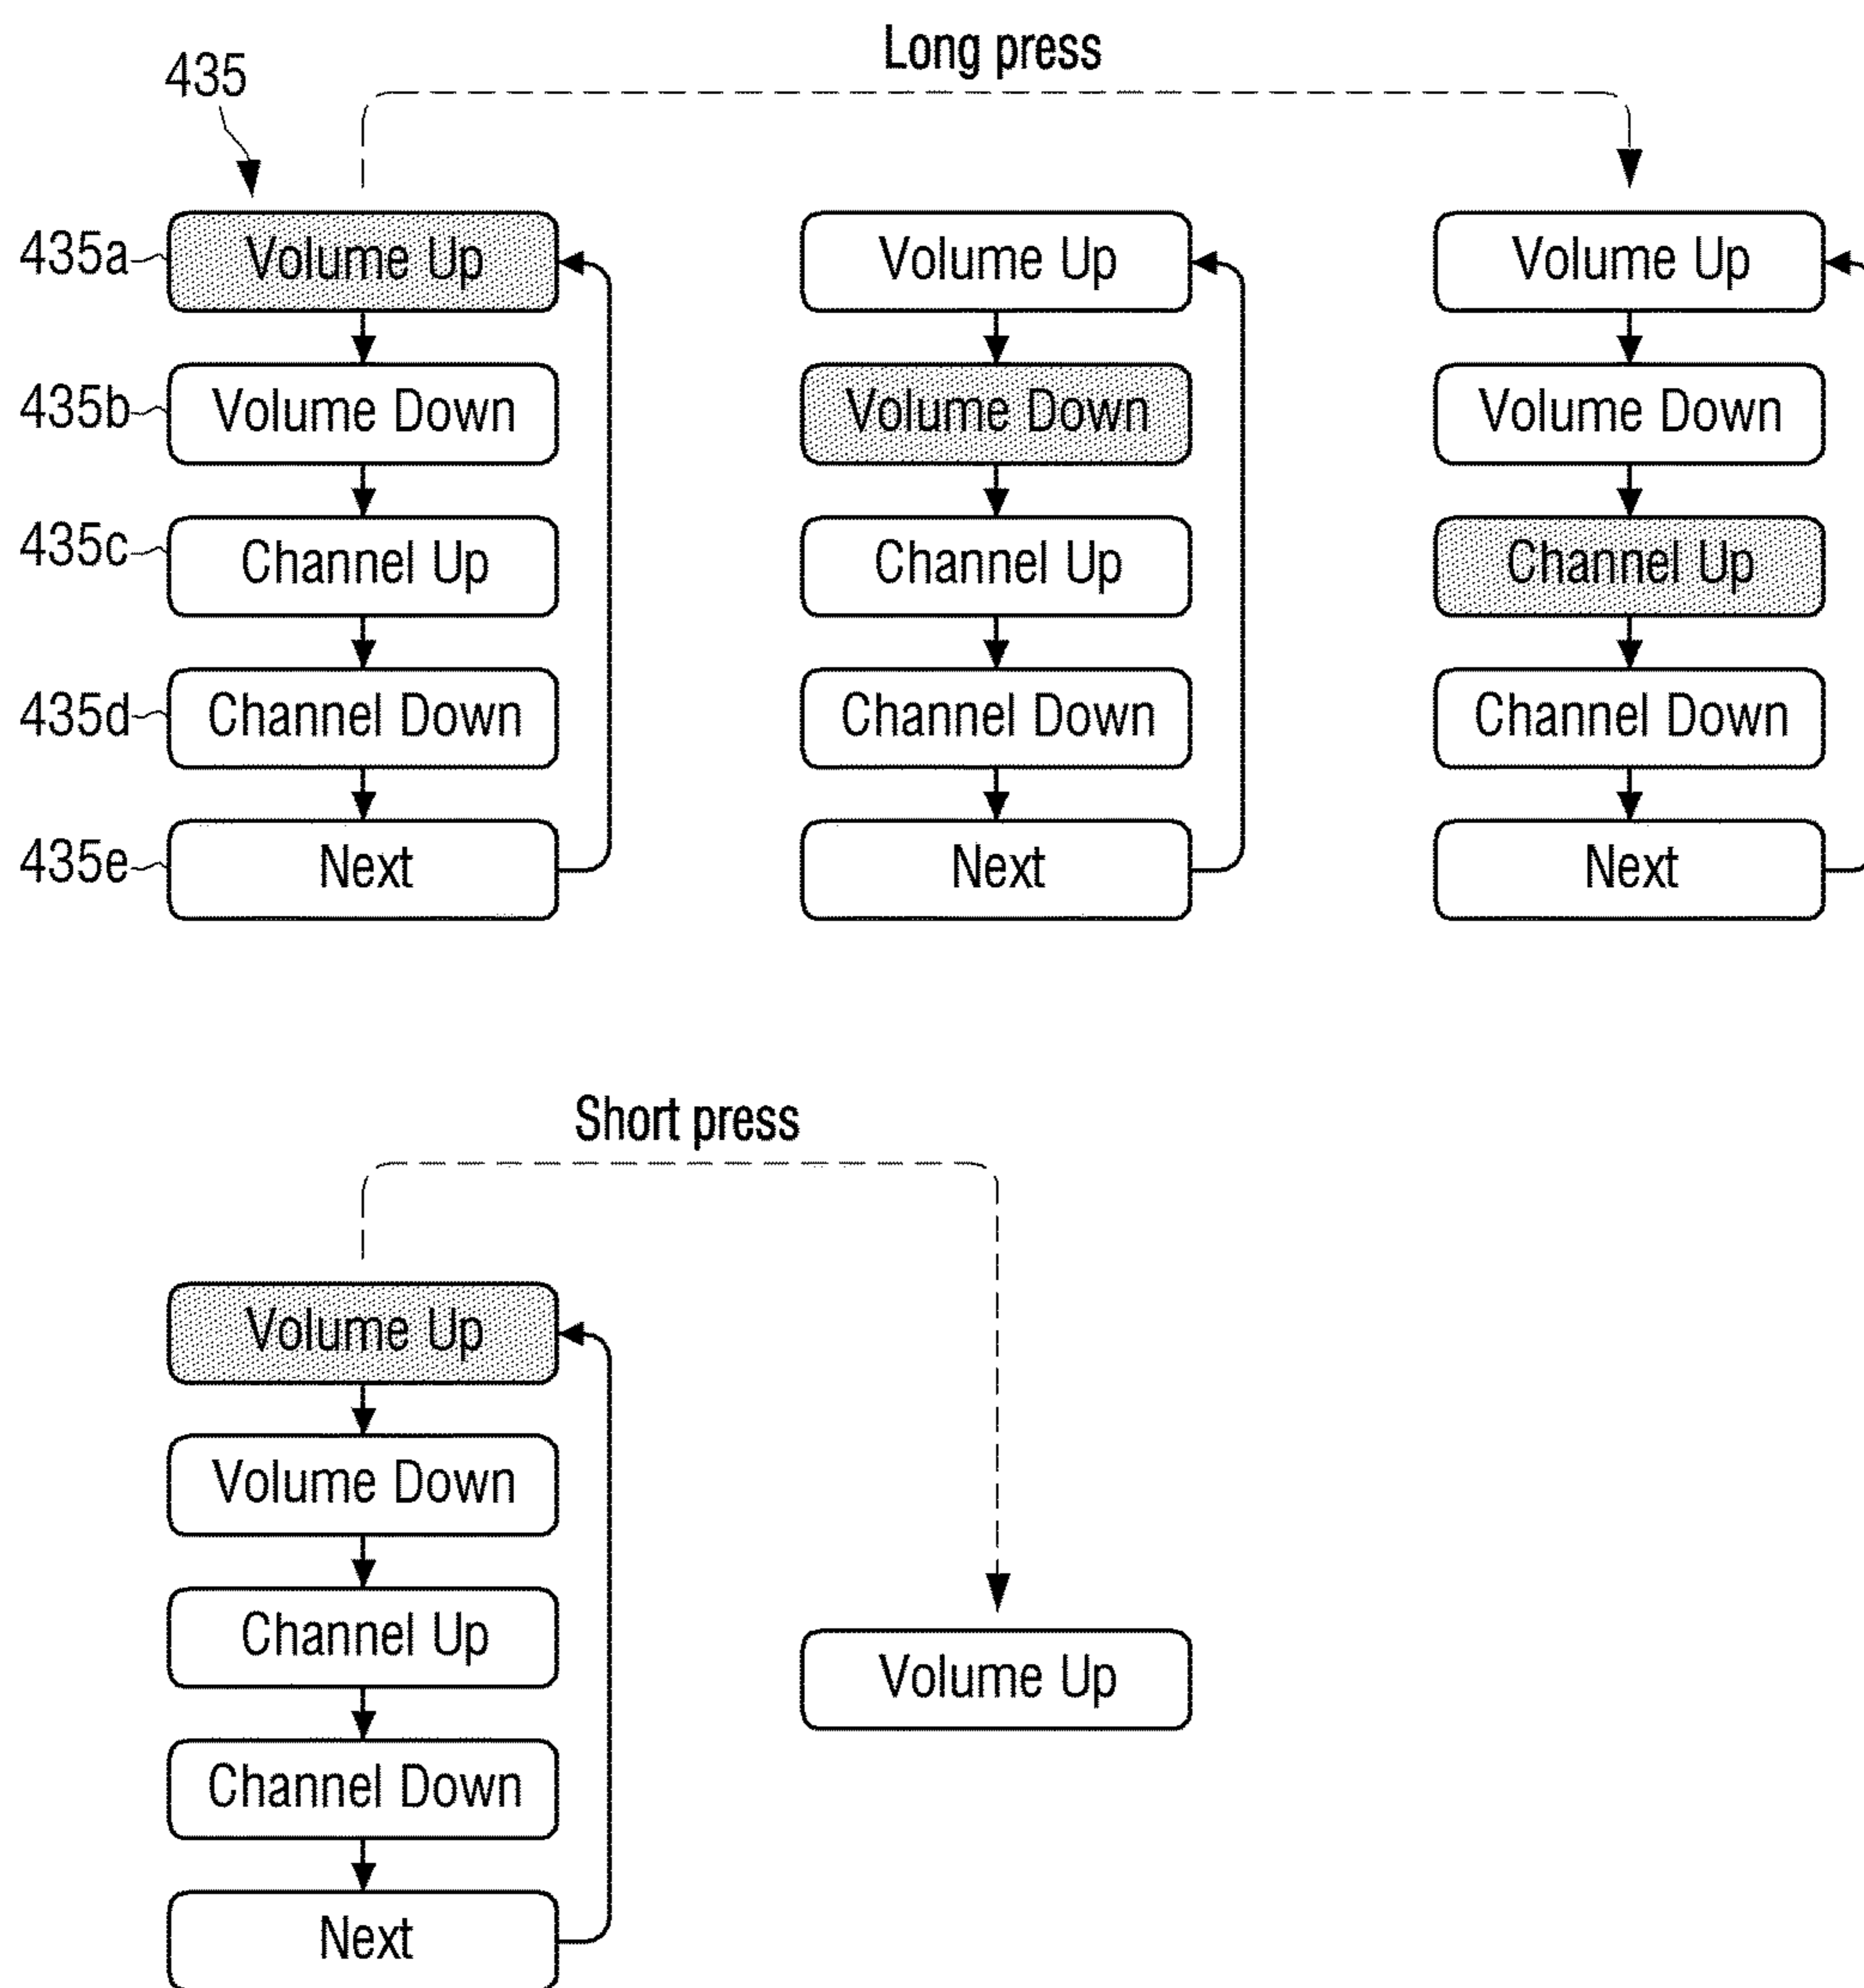 Long press
435
435a Volume Up Volume Up Volume Up
435b Volume Down Volume Down Volume Down
435c Channel Up Channel Up Channel Up
435d Channel Down Channel Down Channel Down
435e Next Next Next
Short press
Volume Up
Volume Down
Channel Up
Volume Up
Channel Down
Next